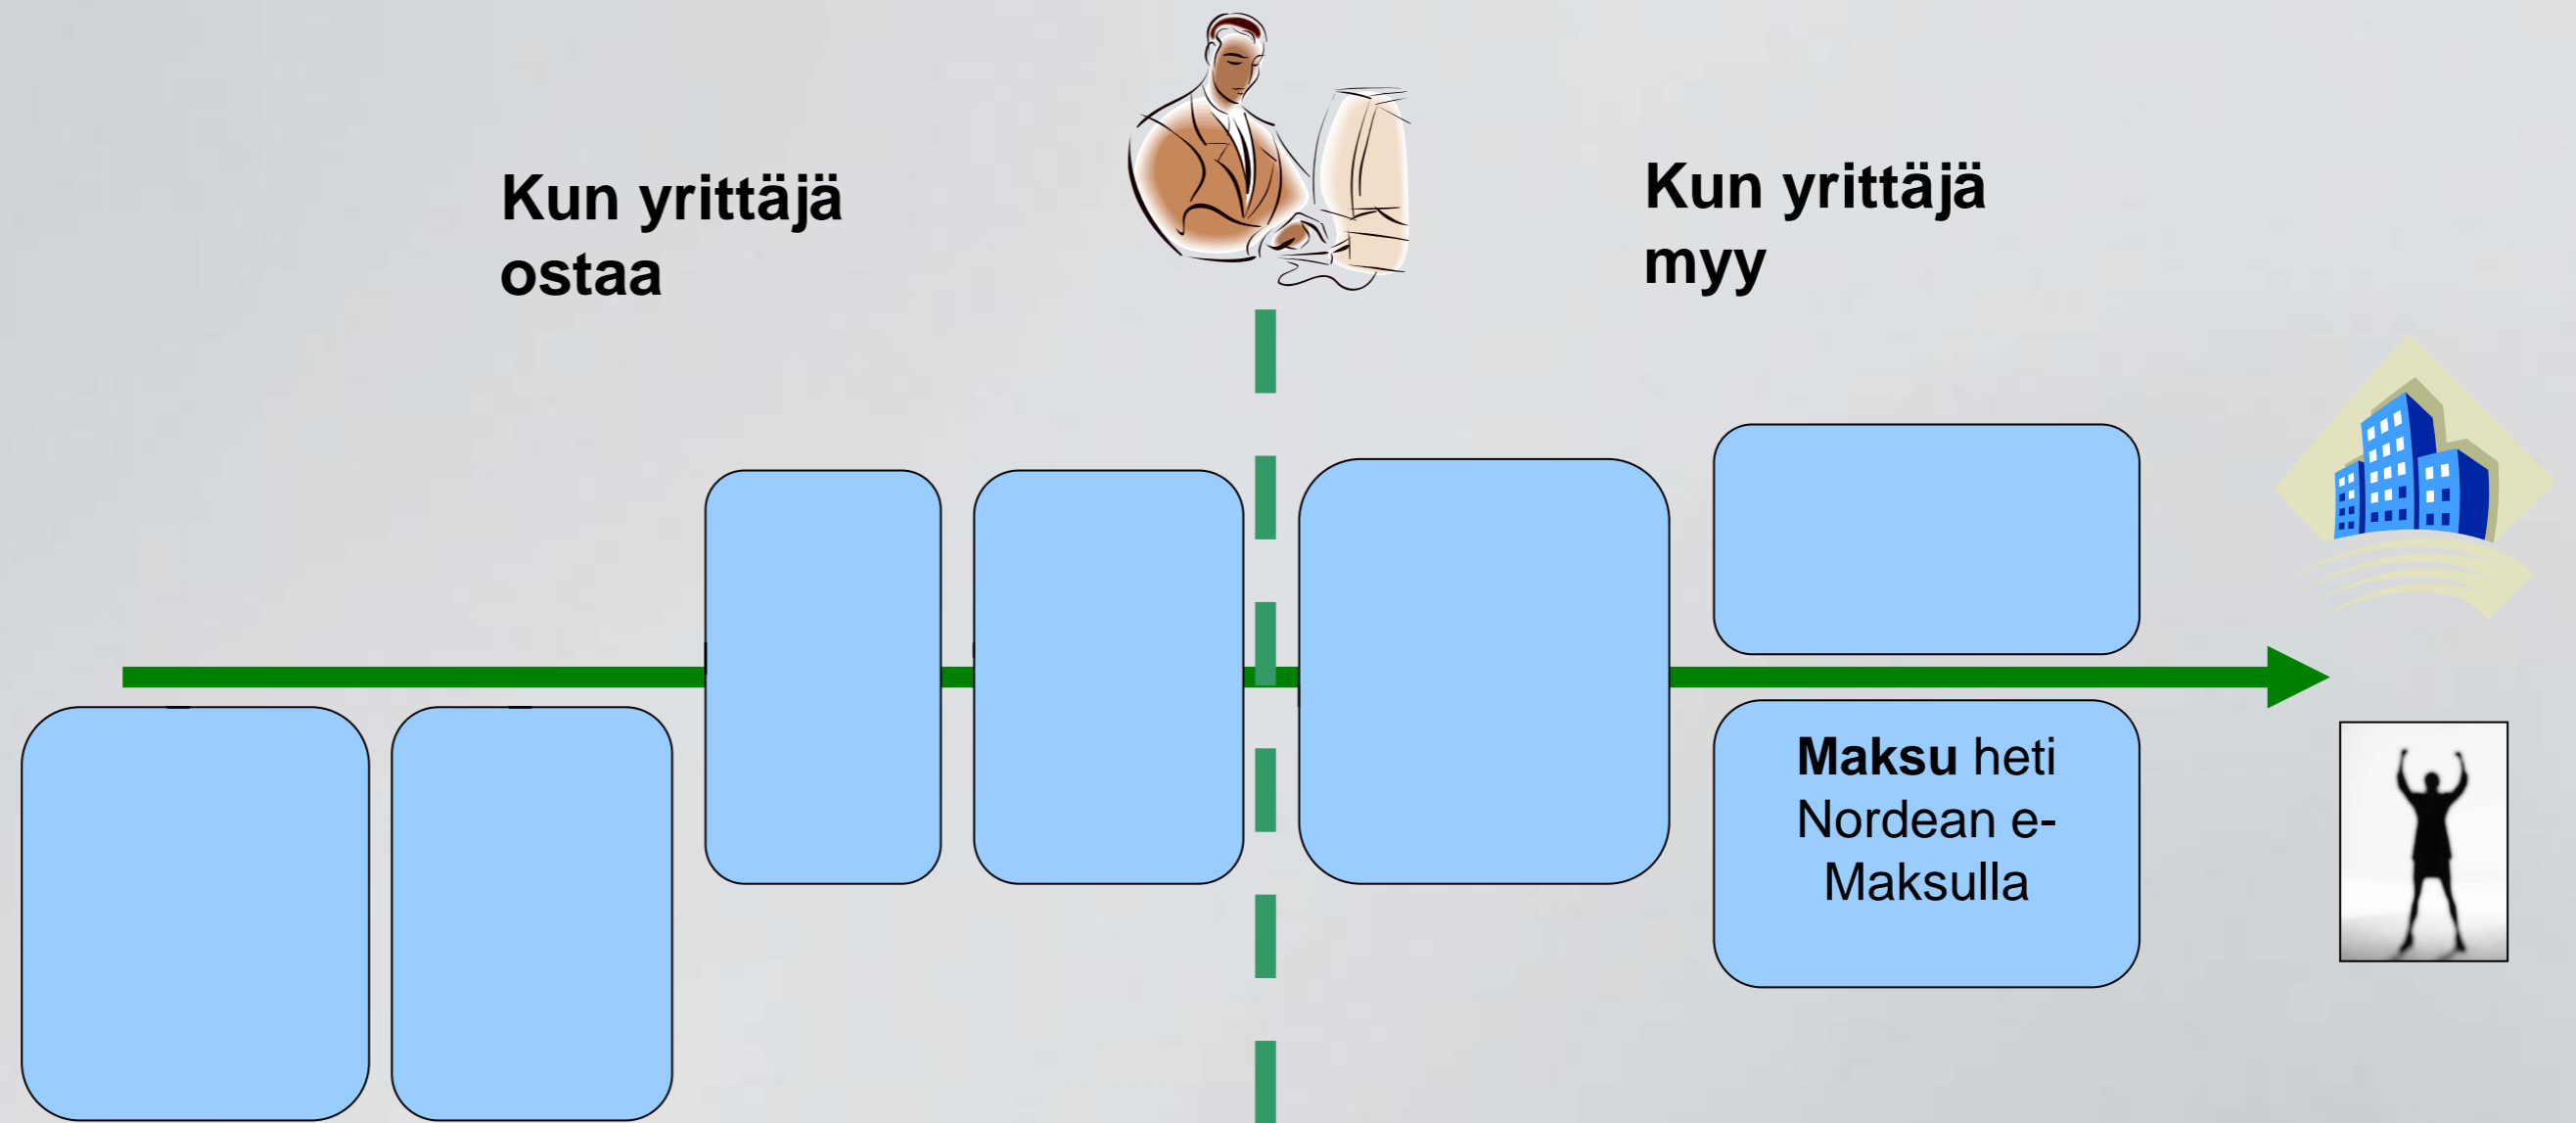 Kun yrittäjä
ostaa
Kun yrittäjä
myy
Maksu heti
Nordean e-
Maksulla